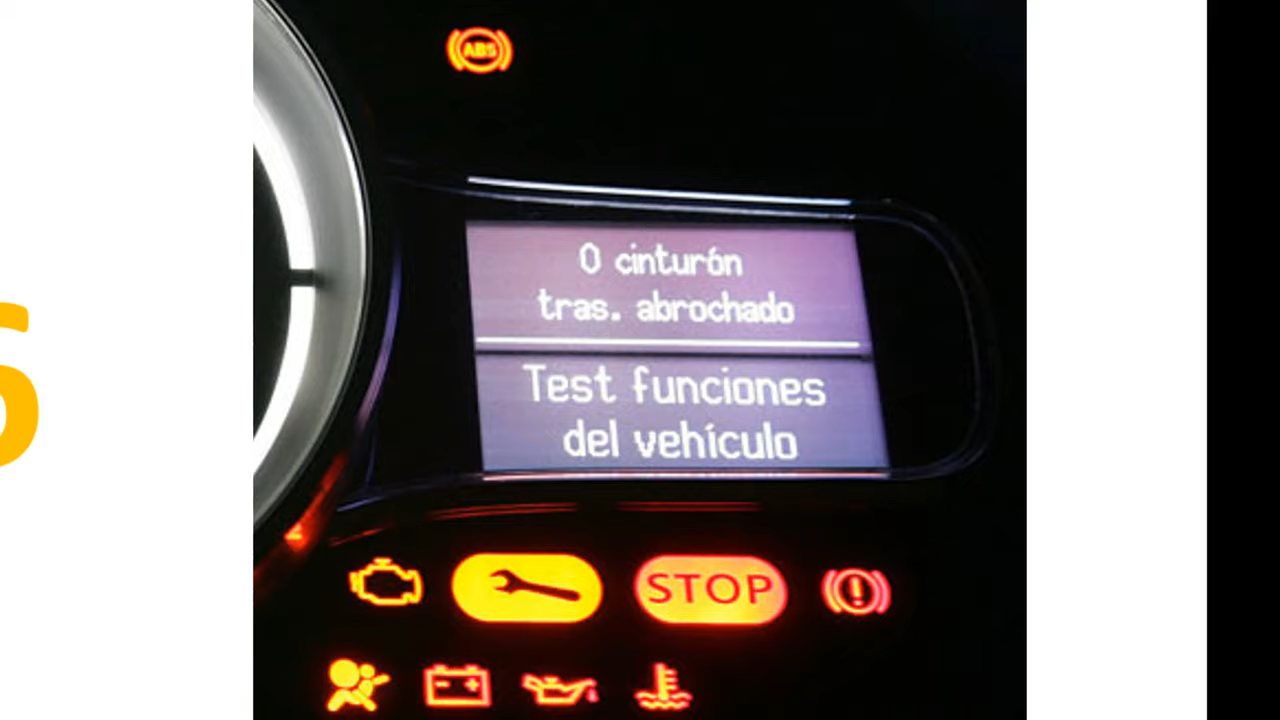 ABS
0 cinturón
tras. abrochado
Test funciones
del vehículo
STOP